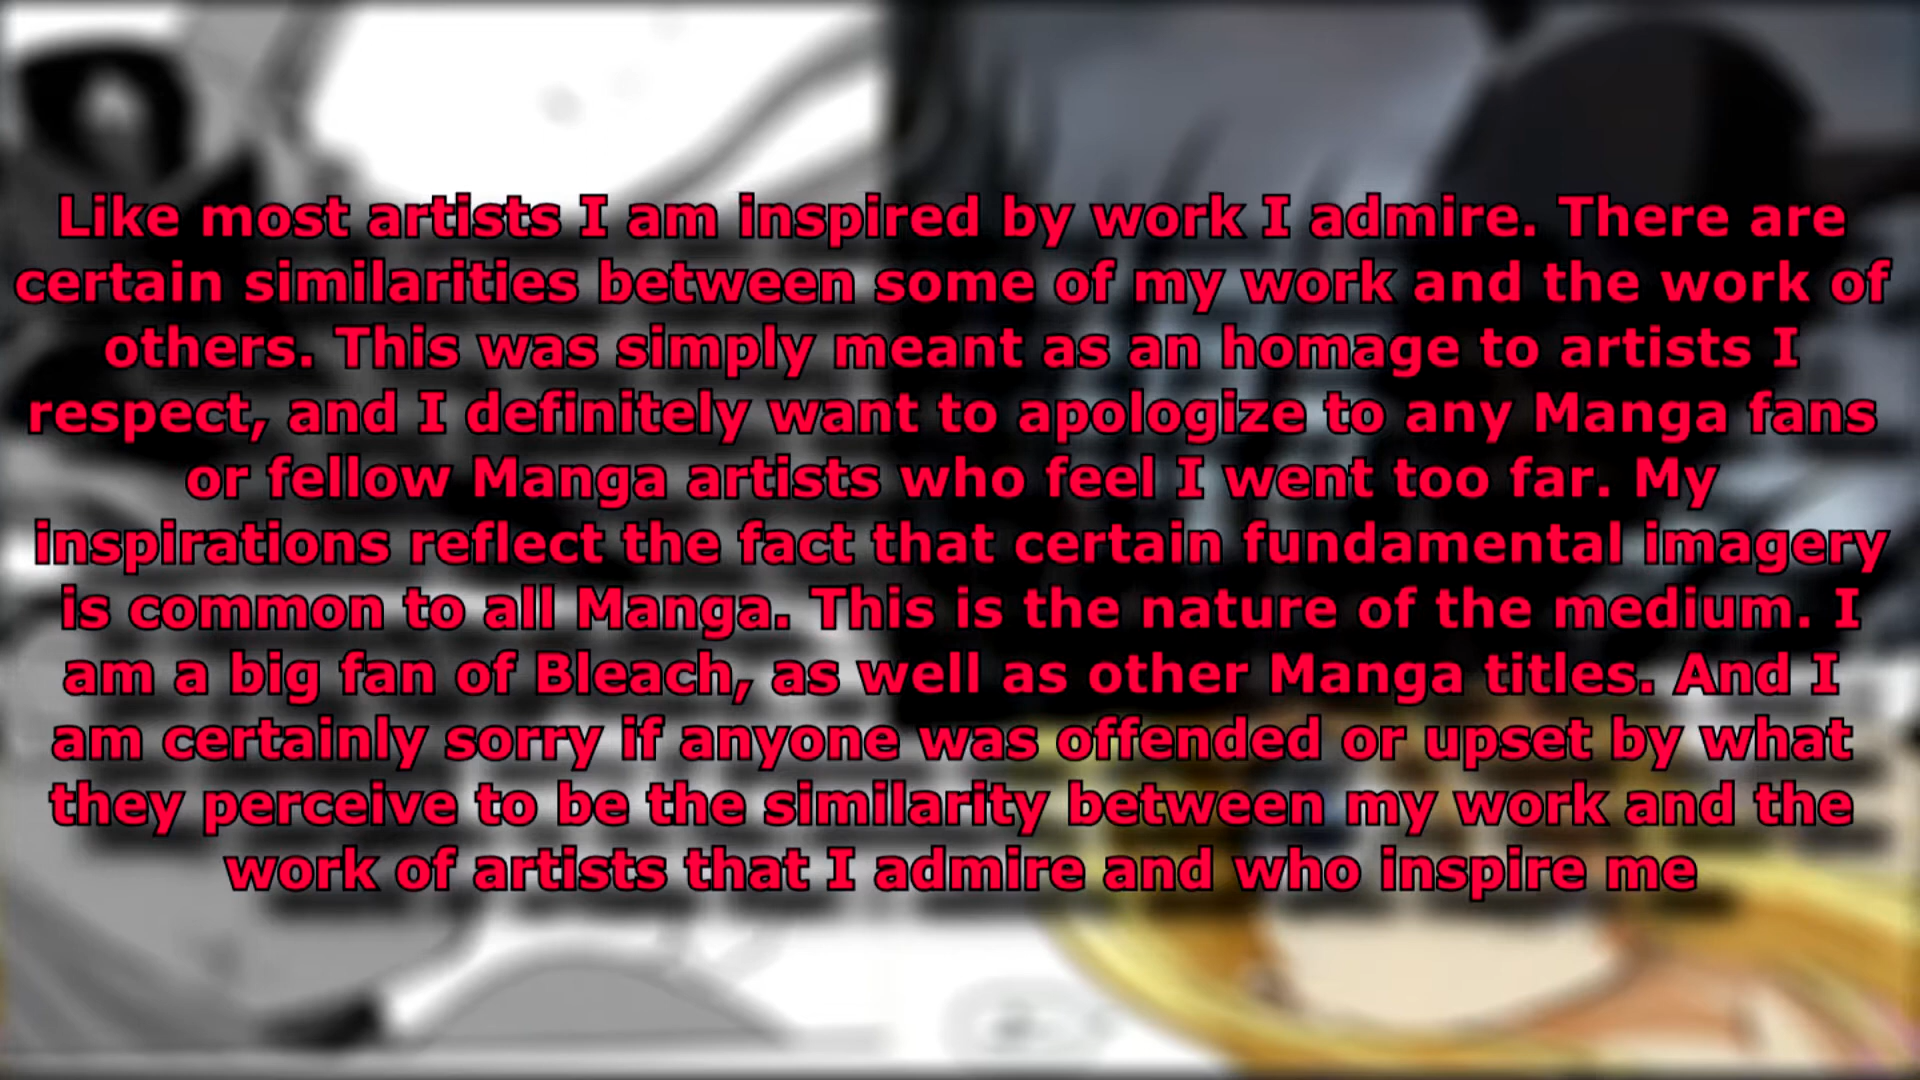 Like most artists I am inspired by work I admire. There are
certain similarities between some of my work and the work of
others. This was simply meant as an homage to artists I
respect, and I definitely want to apologize to any Manga fans
or fellow Manga artists who feel I went too far. My
inspirations reflect the fact that certain fundamental imagery
is common to all Manga. This is the nature of the medium. I
am a big fan of Bleach, as well as other Manga titles. And I
am certainly sorry if anyone was offended or upset by what
they perceive to be the similarity between my work and the
work of artists that I admire and who inspire me